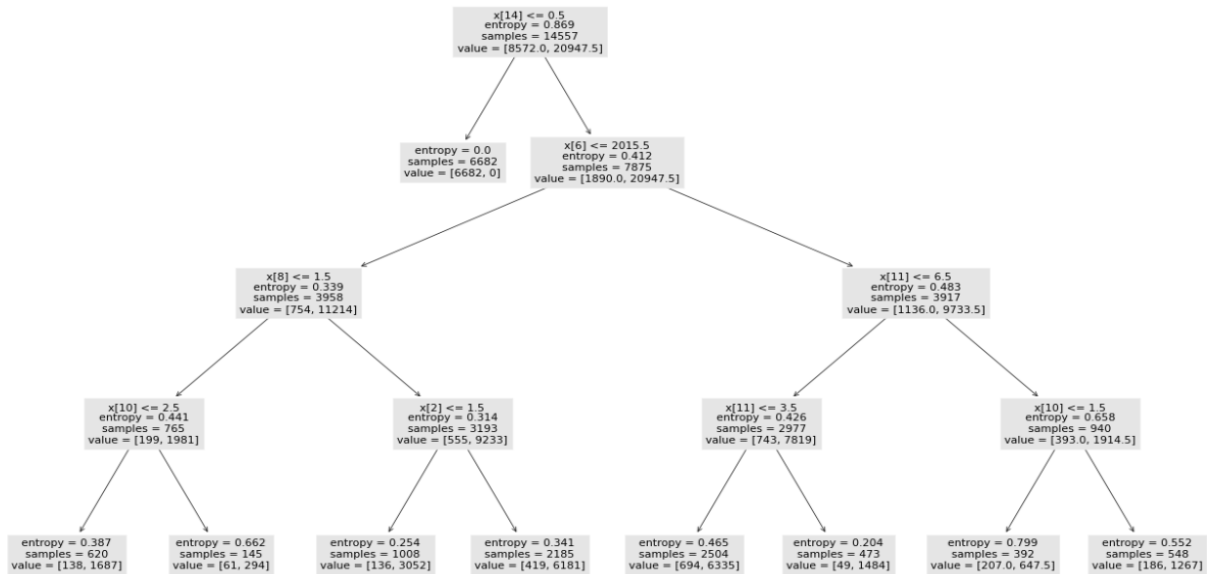 x[14] <= 0.5
entropy = 0.869
samples = 14557
value = [8572.0, 20947.5]
entropy = 0.0
samples = 6682
value = [6682, 0]
x[6] <= 2015.5
entropy = 0.412
samples = 7875
value = [1890.0, 20947.5]
x[8] <= 1.5
entropy = 0.339
samples = 3958
value = [754, 11214]
x[11] <= 6.5
entropy = 0.483
samples = 3917
value = [1136.0, 9733.5]
x[10] <= 2.5
entropy = 0.441
samples = 765
value = [199, 1981]
x[2] <= 1.5
entropy = 0.314
samples = 3193
value = [555, 9233]
x[11] <= 3.5
entropy = 0.426
samples = 2977
value = [743, 7819]
x[10] <= 1.5
entropy = 0.658
samples = 940
value = [393.0, 1914.5]
entropy = 0.387
samples = 620
value = [138, 1687]
entropy = 0.662
samples = 145
value = [61, 294]
entropy = 0.254
samples = 1008
value = [136, 3052]
entropy = 0.341
samples = 2185
value = [419, 6181]
entropy = 0.465
samples = 2504
value = [694, 6335]
entropy = 0.204
samples = 473
value = [49, 1484]
entropy = 0.799
samples = 392
value = [207.0, 647.5]
entropy = 0.552
samples = 548
value = [186, 1267]